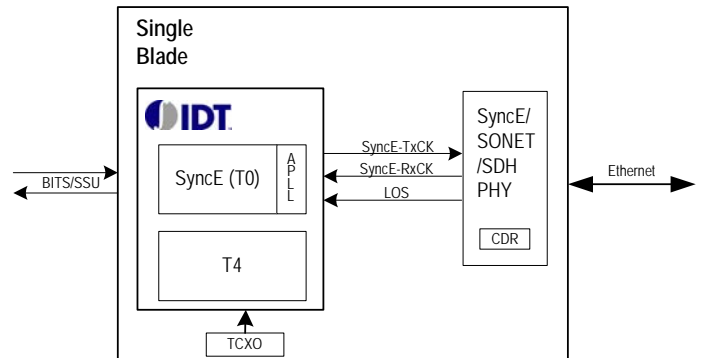 Single
Blade
IDT
SyncE (T0)
A
P
L
L
T4
TCXO
BITS/SSU
SyncE-TxCK
SyncE-RxCK
LOS
SyncE/
SONET
/SDH
PHY
CDR
Ethernet